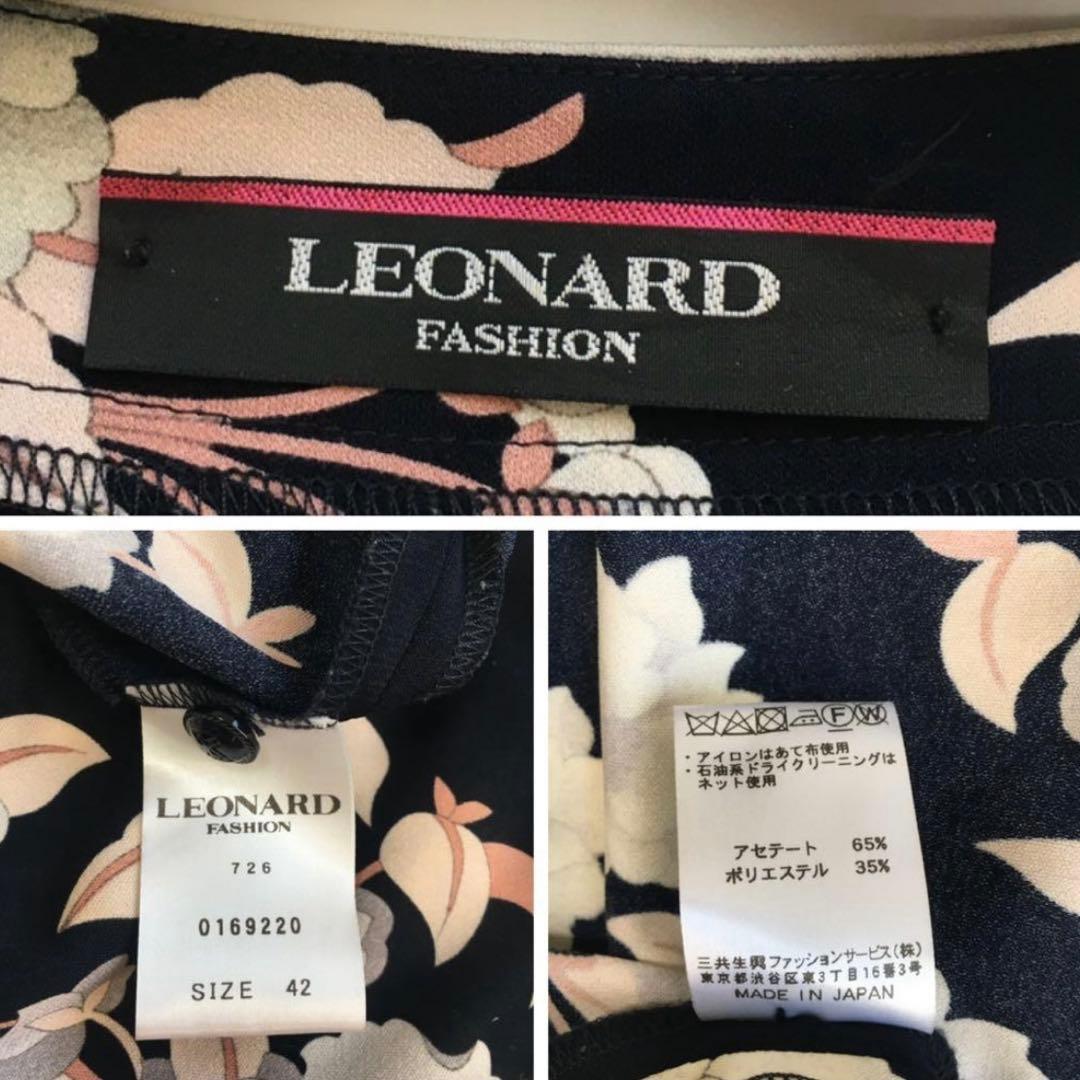 LEONARD
FASHION
LEONARD
FASHION
726
0169220
SIZE 42
F W
・アイロンはあて布使用
・石油系ドライクリーニングは
ネット使用
アセテート 65%
ポリエステル 35%
三共生興ファッションサービス(株)
東京都渋谷区東3丁目16番3号
MADE IN JAPAN